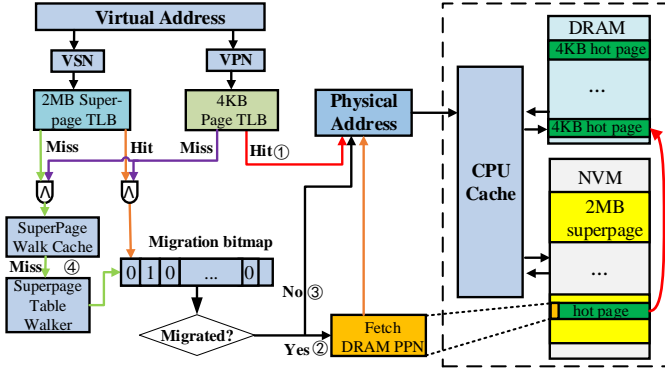 Virtual Address
VSN
VPN
2MB Super-
page TLB
4KB
Page TLB
Miss
Hit
Miss
Hit①
Physical
Address
CPU
Cache
DRAM
4KB hot page
...
4KB hot page
NVM
2MB
superpage
...
hot page
Λ
Λ
SuperPage
Walk Cache
Miss ④
Superpage
Table
Walker
Migration bitmap
0 1 0 ... 0
No③
Migrated?
Yes②
Fetch
DRAM PPN